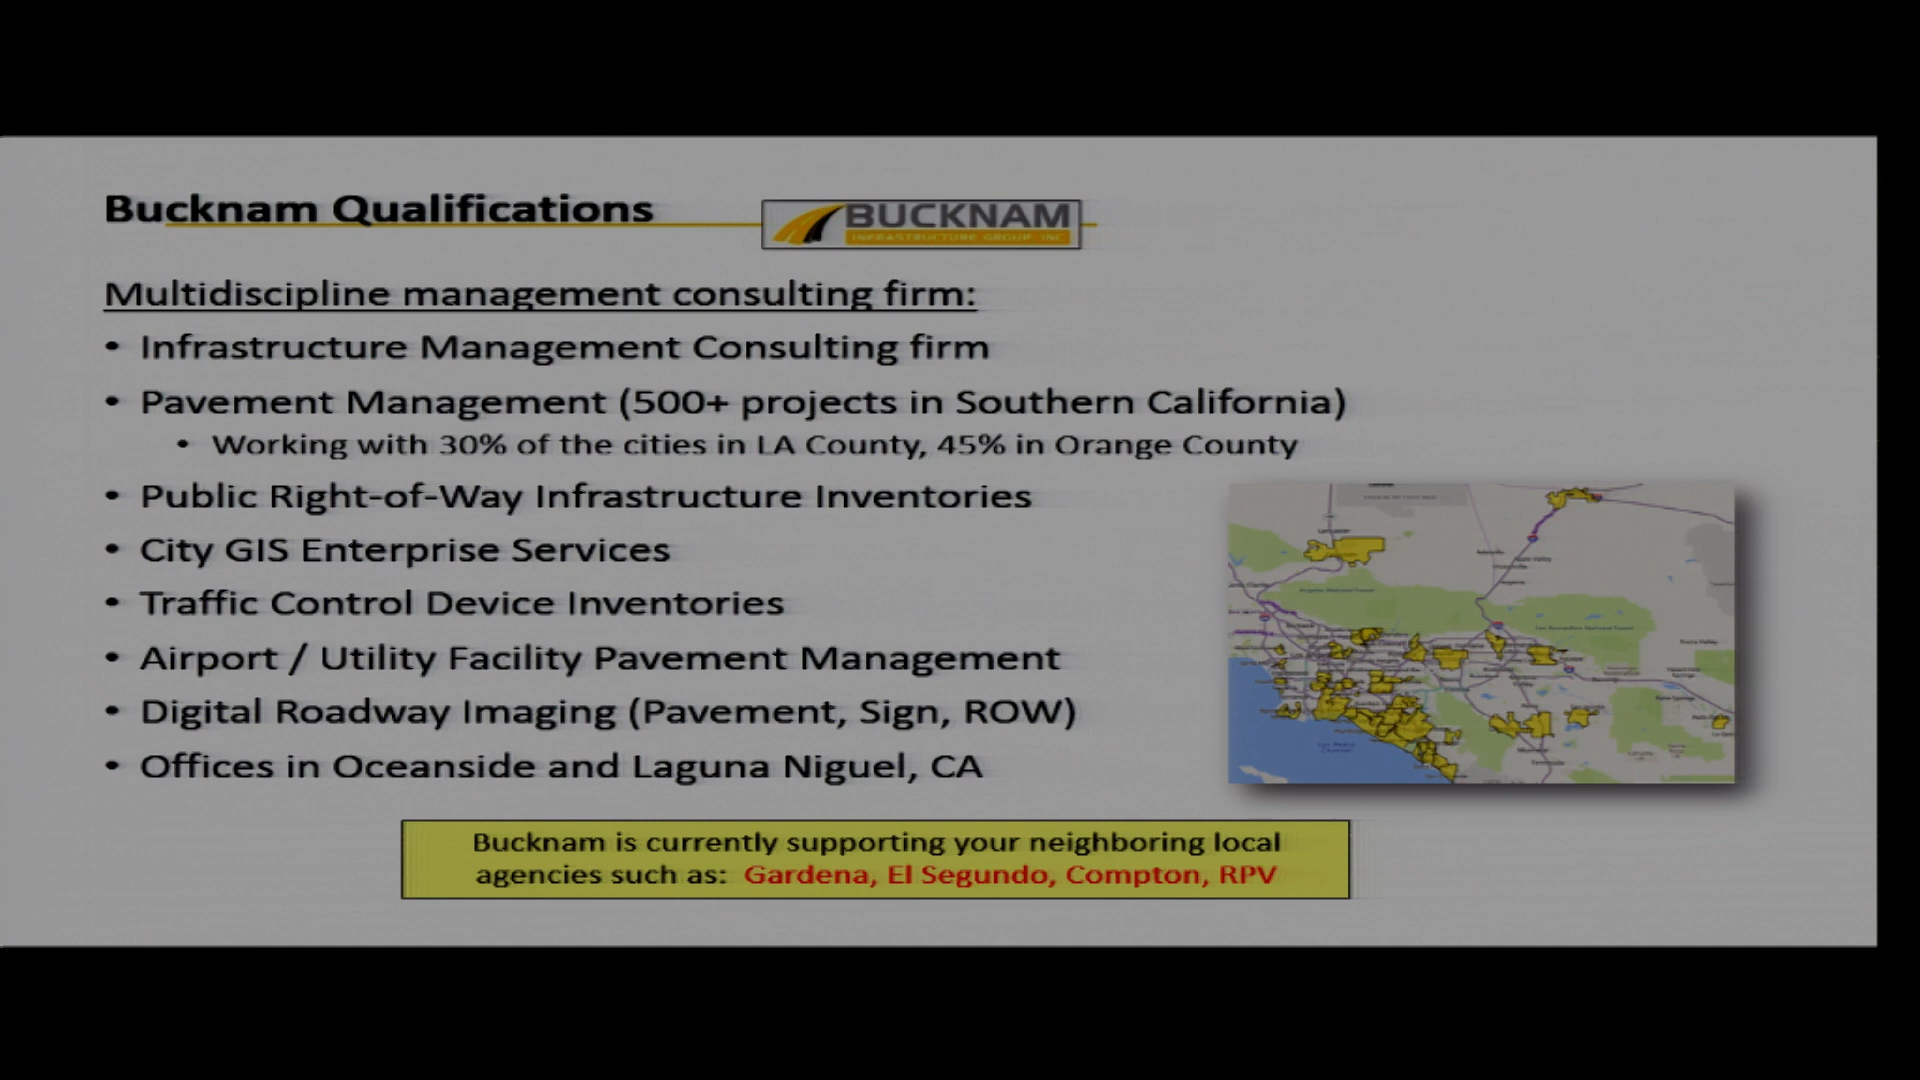 Bucknam Qualifications
BUCKNAM
INFRASTRUCTURE GROUP, INC.
Multidiscipline management consulting firm:
• Infrastructure Management Consulting firm
• Pavement Management (500+ projects in Southern California)
• Working with 30% of the cities in LA County, 45% in Orange County
• Public Right-of-Way Infrastructure Inventories
• City GIS Enterprise Services
• Traffic Control Device Inventories
• Airport / Utility Facility Pavement Management
• Digital Roadway Imaging (Pavement, Sign, ROW)
• Offices in Oceanside and Laguna Niguel, CA
Bucknam is currently supporting your neighboring local
agencies such as: Gardena, El Segundo, Compton, RPV